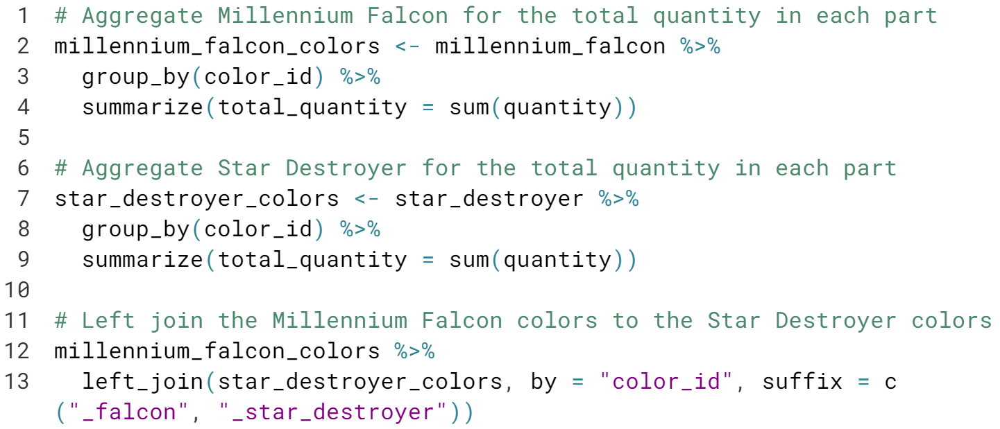 1 # Aggregate Millennium Falcon for the total quantity in each part
2 millennium_falcon_colors <- millennium_falcon %>%
3   group_by(color_id) %>%
4   summarize(total_quantity = sum(quantity))
5
6 # Aggregate Star Destroyer for the total quantity in each part
7 star_destroyer_colors <- star_destroyer %>%
8   group_by(color_id) %>%
9   summarize(total_quantity = sum(quantity))
10
11 # Left join the Millennium Falcon colors to the Star Destroyer colors
12 millennium_falcon_colors %>%
13   left_join(star_destroyer_colors, by = "color_id", suffix = c
("_falcon", "_star_destroyer"))